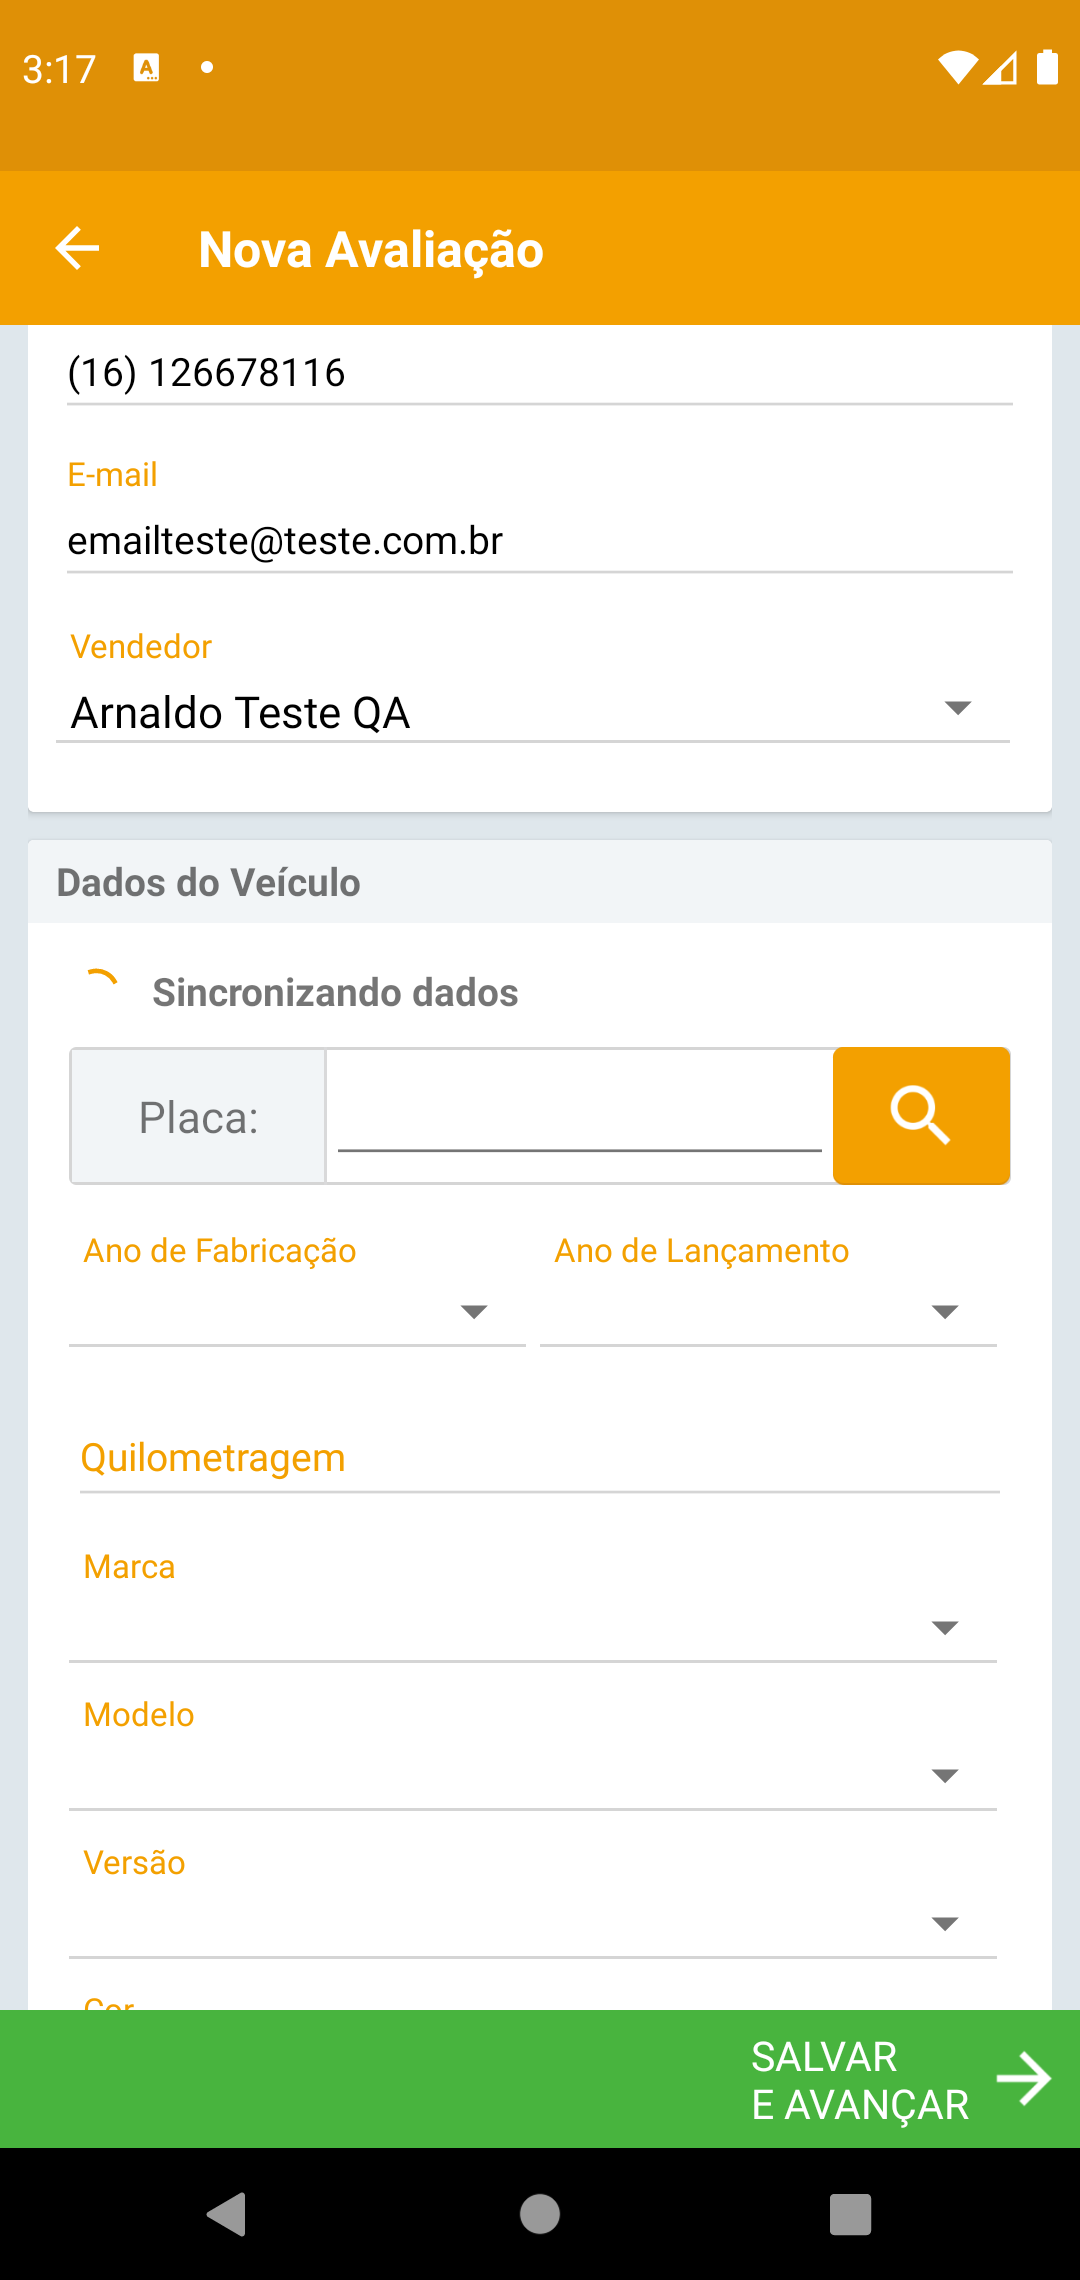 3:17
Nova Avaliação
(16) 126678116
E-mail
emailteste@teste.com.br
Vendedor
Arnaldo Teste QA
Dados do Veículo
Sincronizando dados
Placa:
Ano de Fabricação
Ano de Lançamento
Quilometragem
Marca
Modelo
Versão
Cor
SALVAR
E AVANÇAR